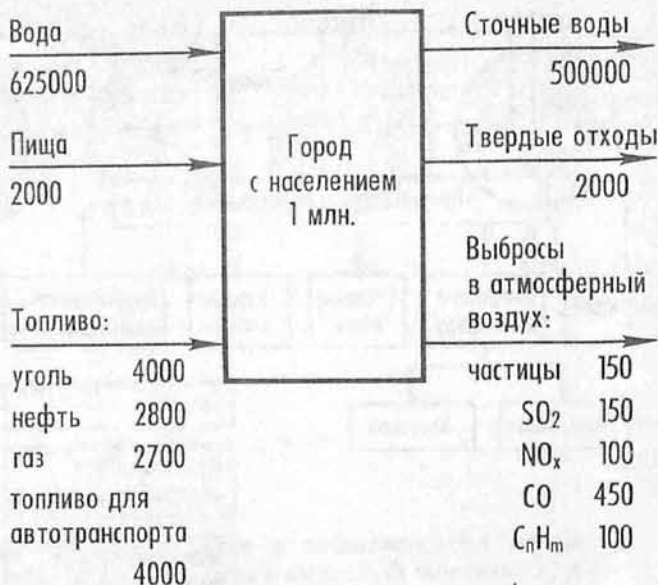 Вода
625000
Пища
2000
Топливо:
уголь 4000
нефть 2800
газ 2700
топливо для
автотранспорта
4000
Город
с населением
1 млн.
Сточные воды
500000
Твердые отходы
2000
Выбросы
в атмосферный
воздух:
частицы 150
SO₂ 150
NOₓ 100
CO 450
CₙHₘ 100